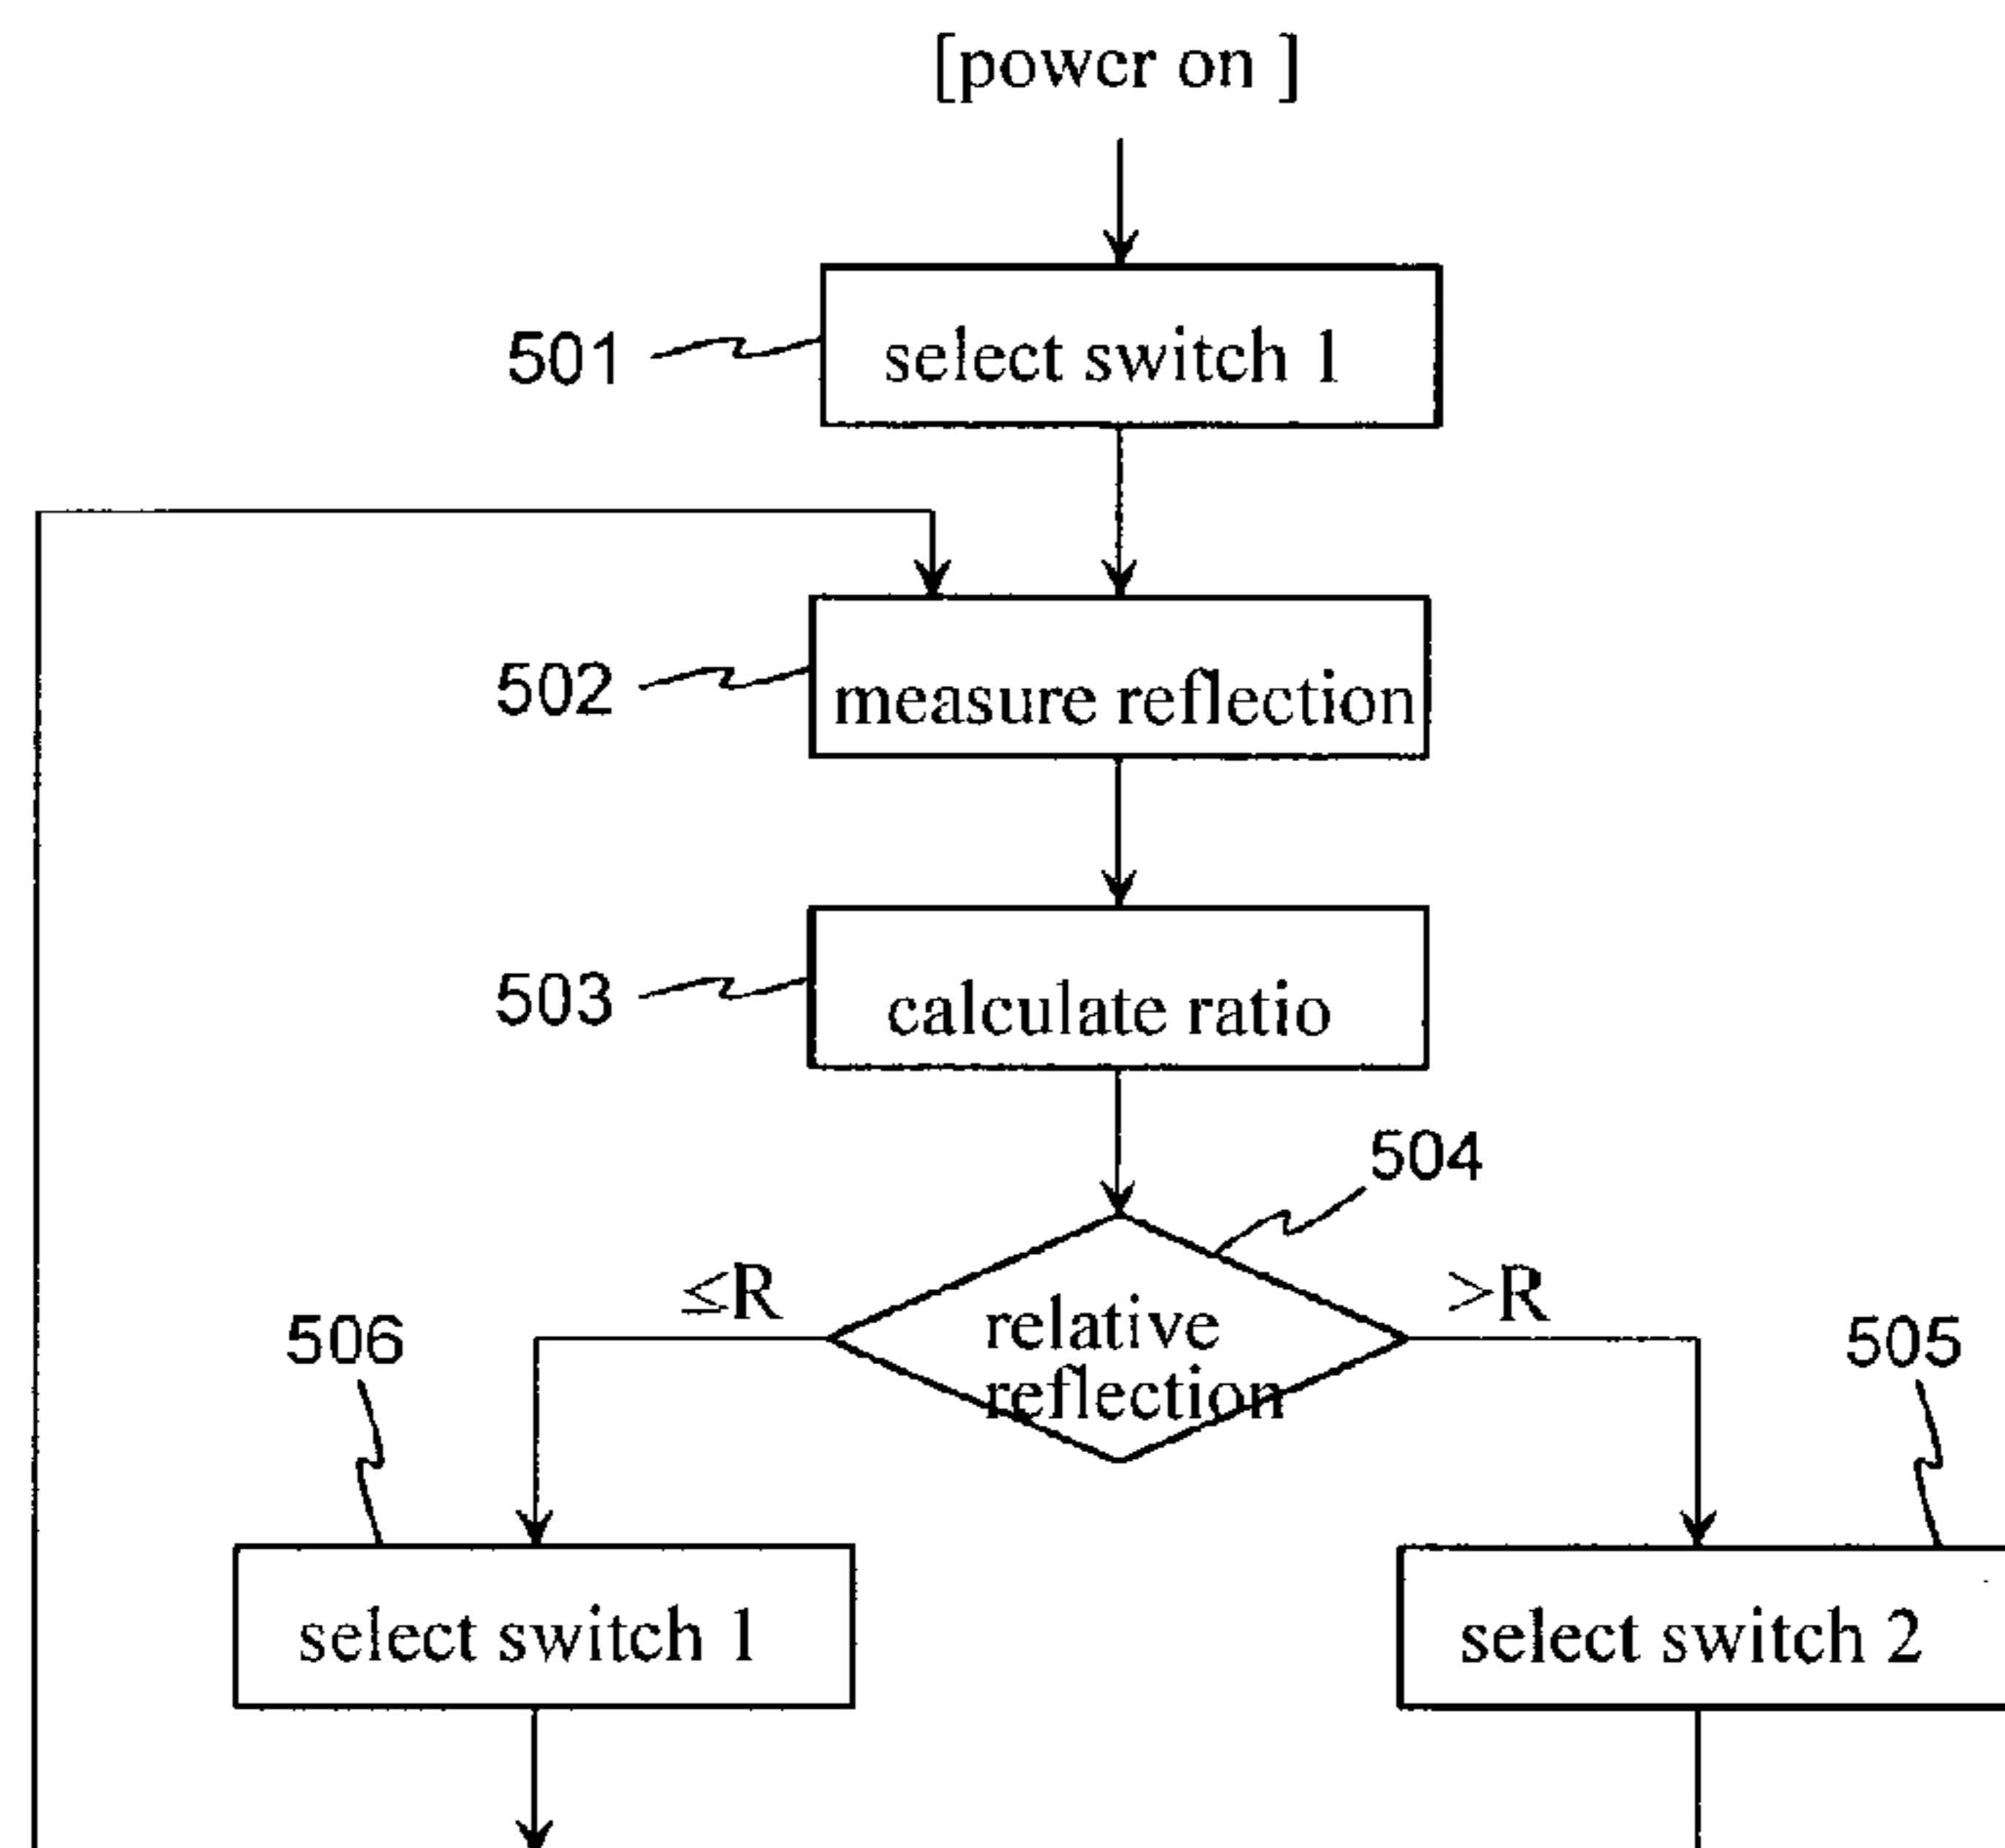 [power on ]
501
select switch 1
502
measure reflection
503
calculate ratio
504
≤R
>R
relative
reflection
506
505
select switch 1
select switch 2